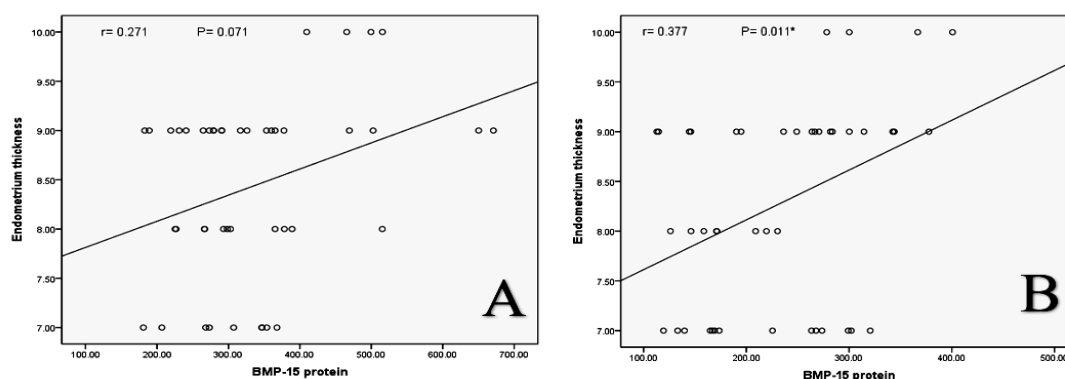 r= 0.271 P= 0.071
10.00
9.50
9.00
8.50
8.00
7.50
7.00
Endometrium thickness
100.00 200.00 300.00 400.00 500.00 600.00 700.00
BMP-15 protein
A
r= 0.377 P= 0.011*
10.00
9.50
9.00
8.50
8.00
7.50
7.00
Endometrium thickness
100.00 200.00 300.00 400.00 500.00
BMP-15 protein
B